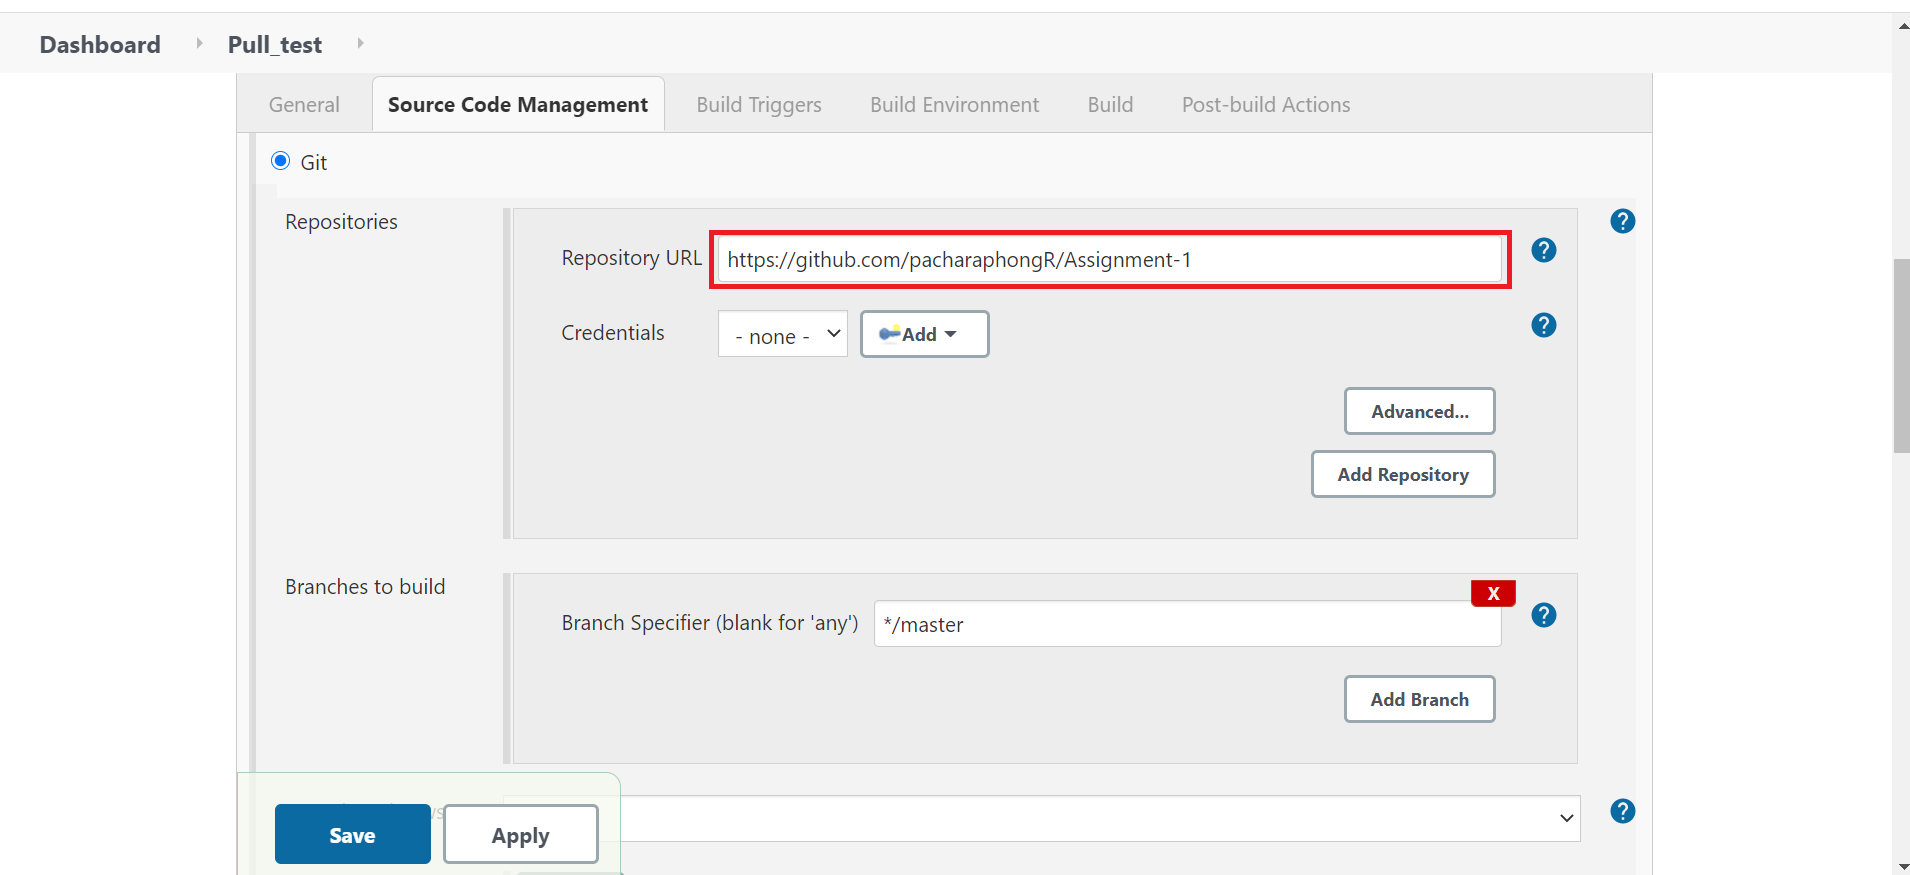 Dashboard Pull_test
General Source Code Management Build Triggers Build Environment Build Post-build Actions
Git
Repositories
?
Repository URL https://github.com/pacharaphongR/Assignment-1 ?
Credentials - none - Add ?
Advanced...
Add Repository
Branches to build
X
Branch Specifier (blank for 'any') */master ?
Add Branch
?
Save Apply